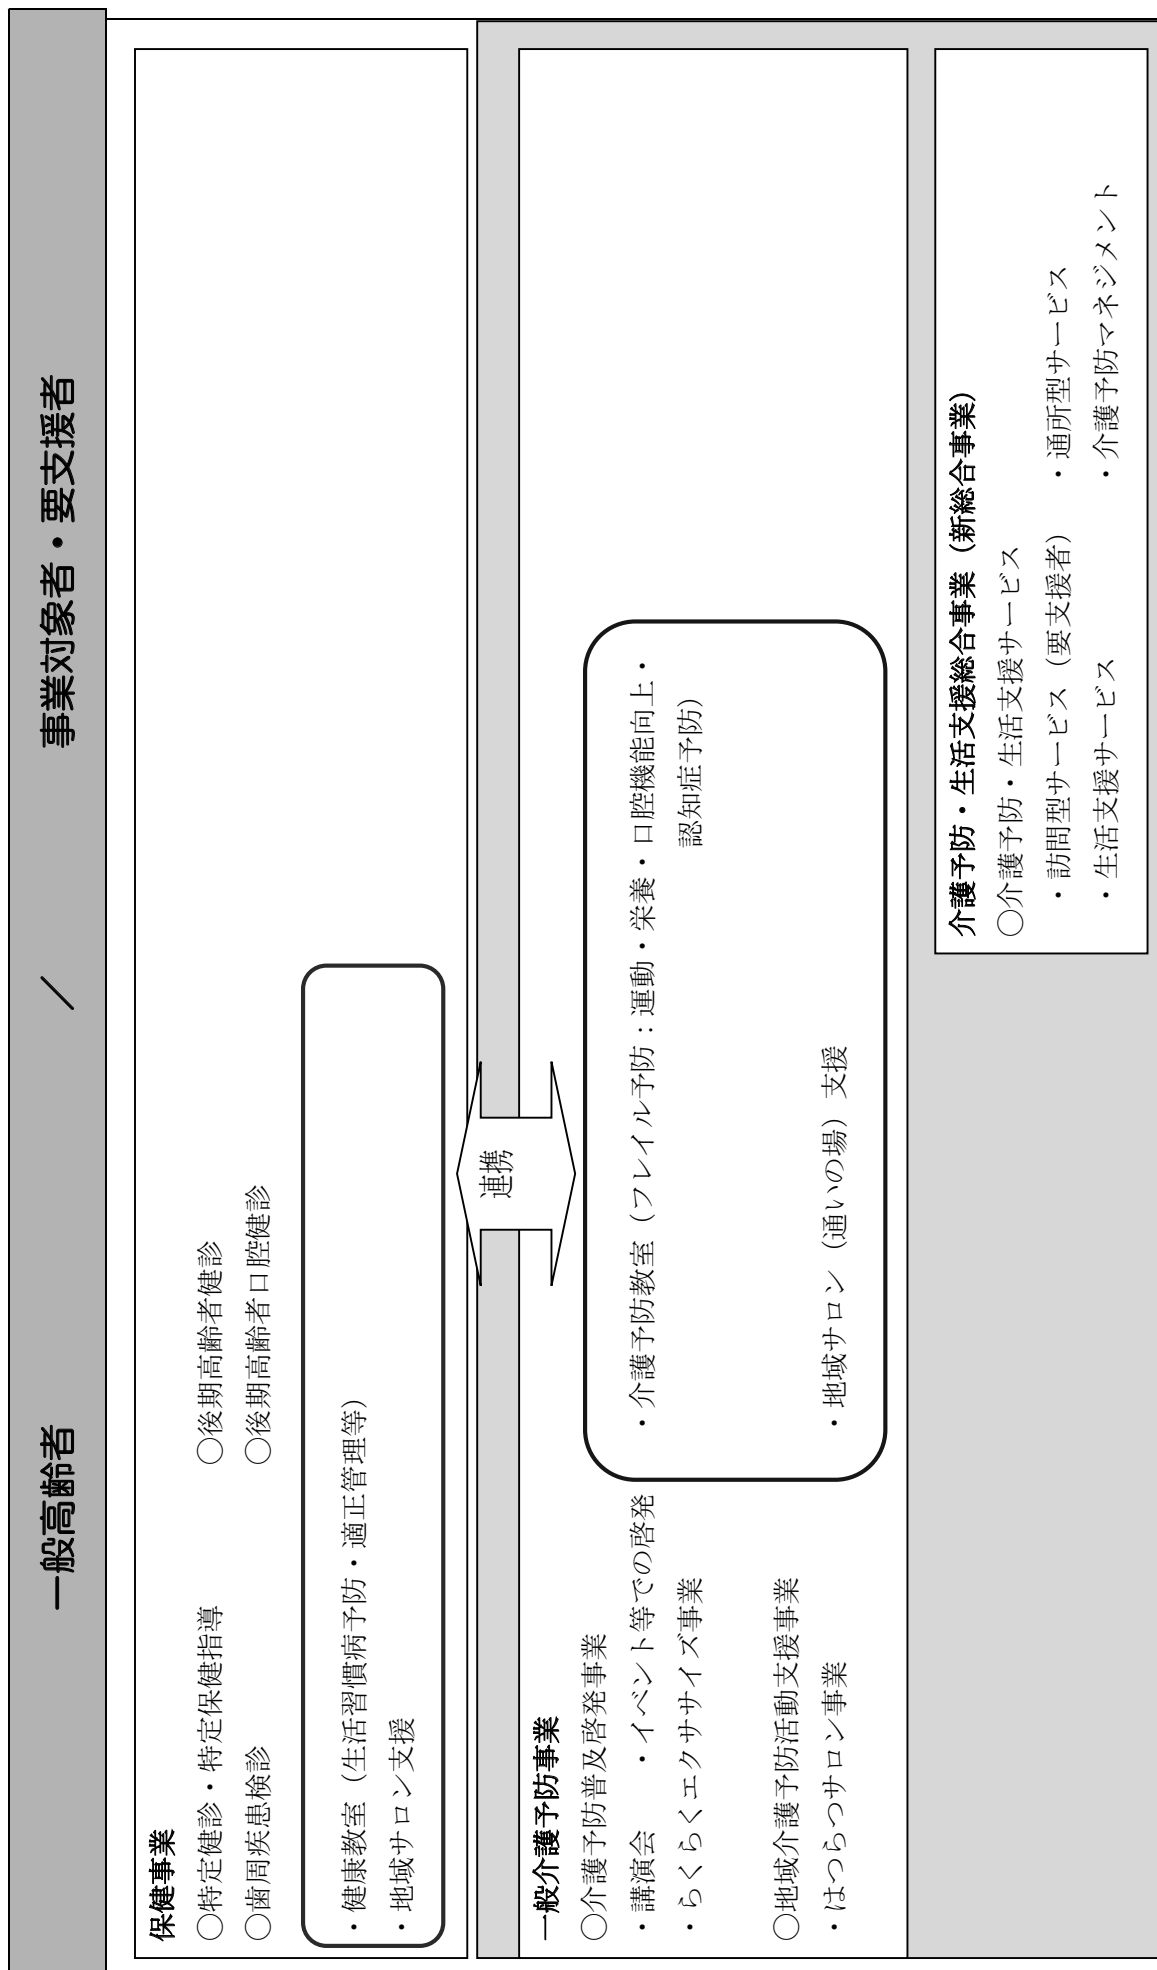 一般高齢者 / 事業対象者・要支援者
保健事業
○特定健診・特定保健指導 ○後期高齢者健診
○歯周疾患検診 ○後期高齢者口腔健診
・健康教室（生活習慣病予防・適正管理等）
・地域サロン支援
連携
一般介護予防事業
○介護予防普及啓発事業
・講演会 ・イベント等での啓発 ・介護予防教室（フレイル予防：運動・栄養・口腔機能向上・
・らくらくエクササイズ事業 認知症予防）
○地域介護予防活動支援事業
・はつらつサロン事業 ・地域サロン（通いの場）支援
介護予防・生活支援総合事業（新総合事業）
○介護予防・生活支援サービス
・訪問型サービス（要支援者） ・通所型サービス
・生活支援サービス ・介護予防マネジメント